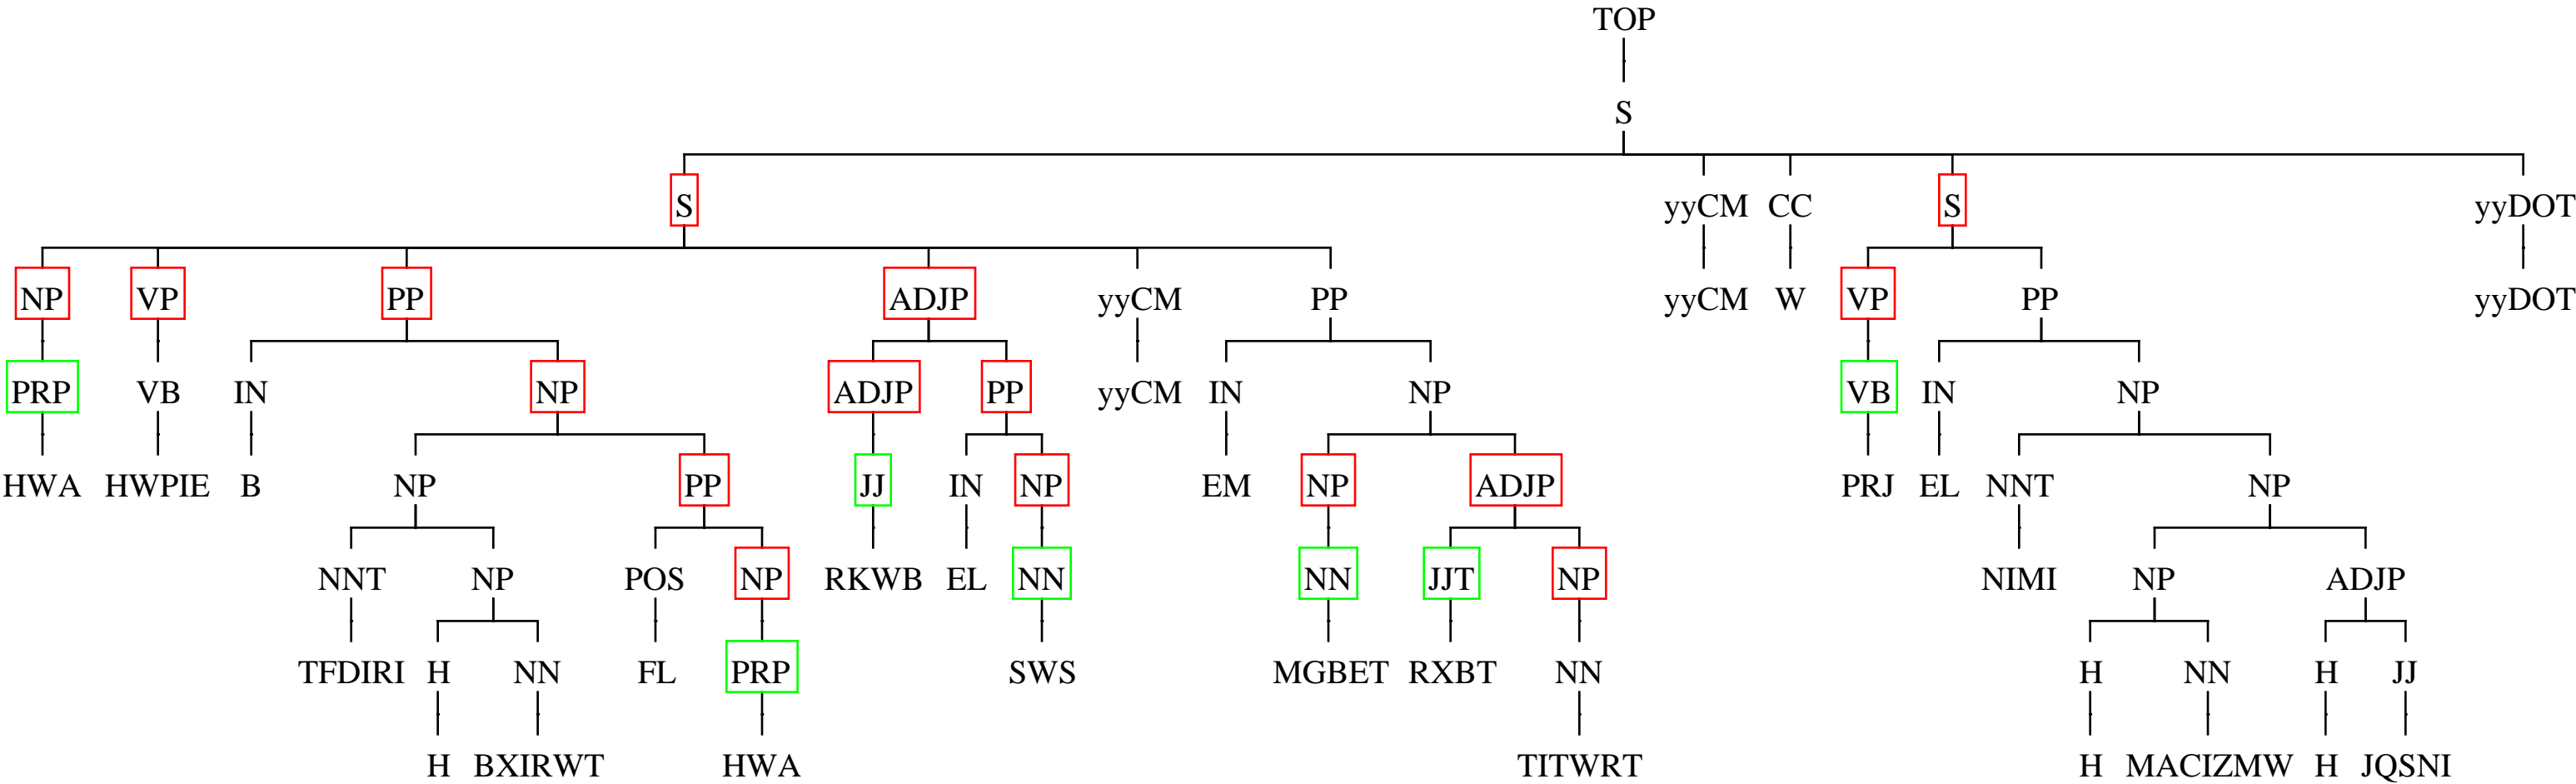 TOP
S
S yyCM CC S yyDOT
NP VP PP ADJP yyCM PP yyCM W VP PP yyDOT
PRP VB IN NP ADJP PP yyCM IN NP VB IN NP
HWA HWPIE B NP PP JJ IN NP EM NP ADJP PRJ EL NNT NP
NNT NP POS NP RKWB EL NN NN JJT NP NIMI NP ADJP
TFDIRI H NN FL PRP SWS MGBET RXBT NN H NN H JJ
H BXIRWT HWA TITWRT H MACIZMW H JQSNI